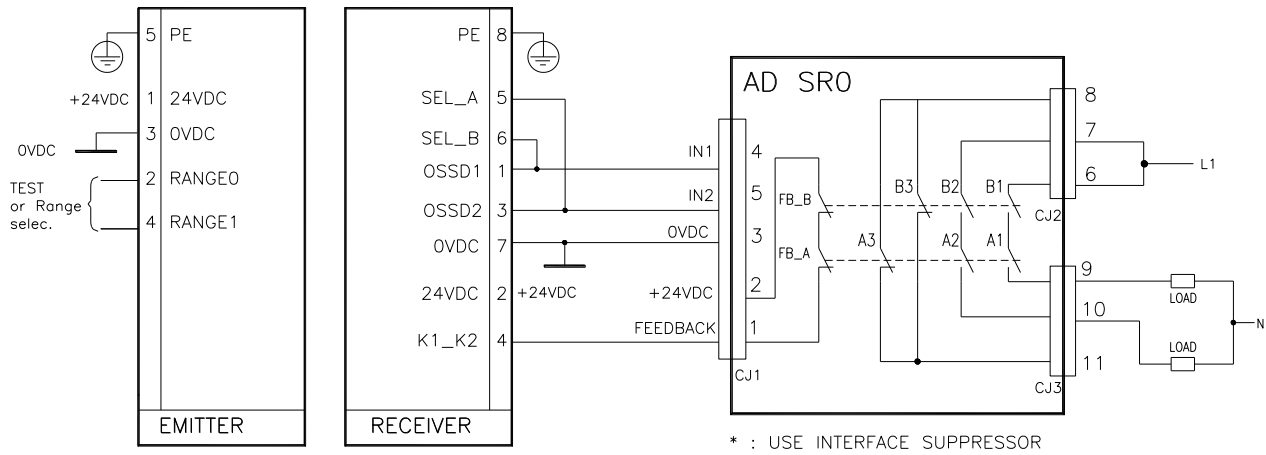 5 PE
+24VDC 1 24VDC
3 0VDC
0VDC
2 RANGE0
TEST
or Range
selec.
4 RANGE1
EMITTER
PE 8
SEL_A 5
SEL_B 6
OSSD1 1
OSSD2 3
0VDC 7
24VDC 2 +24VDC
K1_K2 4
RECEIVER
AD SR0
IN1 4
IN2 5
0VDC 3
+24VDC 2
FEEDBACK 1
CJ1
FB_B
FB_A
B3 B2 B1
A3 A2 A1
8
7
6
CJ2
L1
9
10
11
CJ3
LOAD
N
LOAD
* : USE INTERFACE SUPPRESSOR